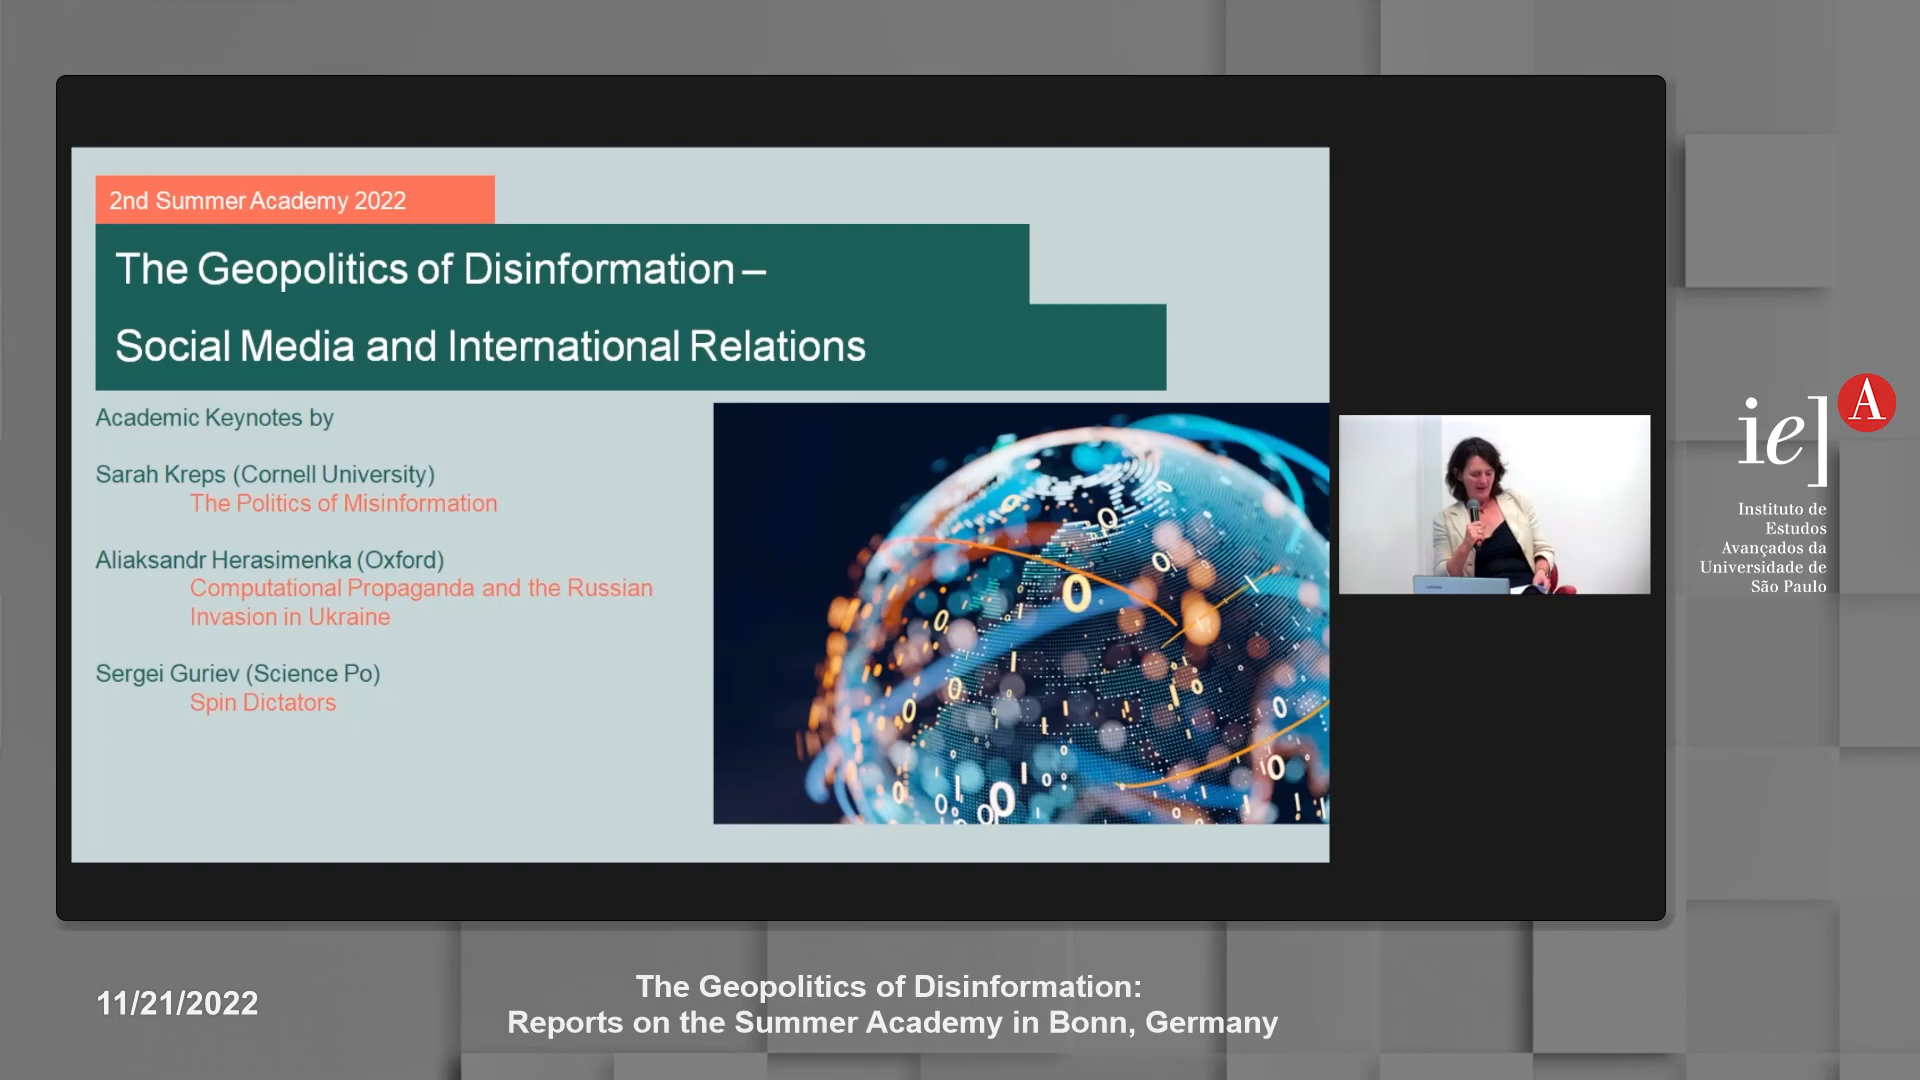 2nd Summer Academy 2022
The Geopolitics of Disinformation –
Social Media and International Relations
Academic Keynotes by
Sarah Kreps (Cornell University)
The Politics of Misinformation
Aliaksandr Herasimenka (Oxford)
Computational Propaganda and the Russian
Invasion in Ukraine
Sergei Guriev (Science Po)
Spin Dictators
ie] A
Instituto de
Estudos
Avançados da
Universidade de
São Paulo
11/21/2022
The Geopolitics of Disinformation:
Reports on the Summer Academy in Bonn, Germany